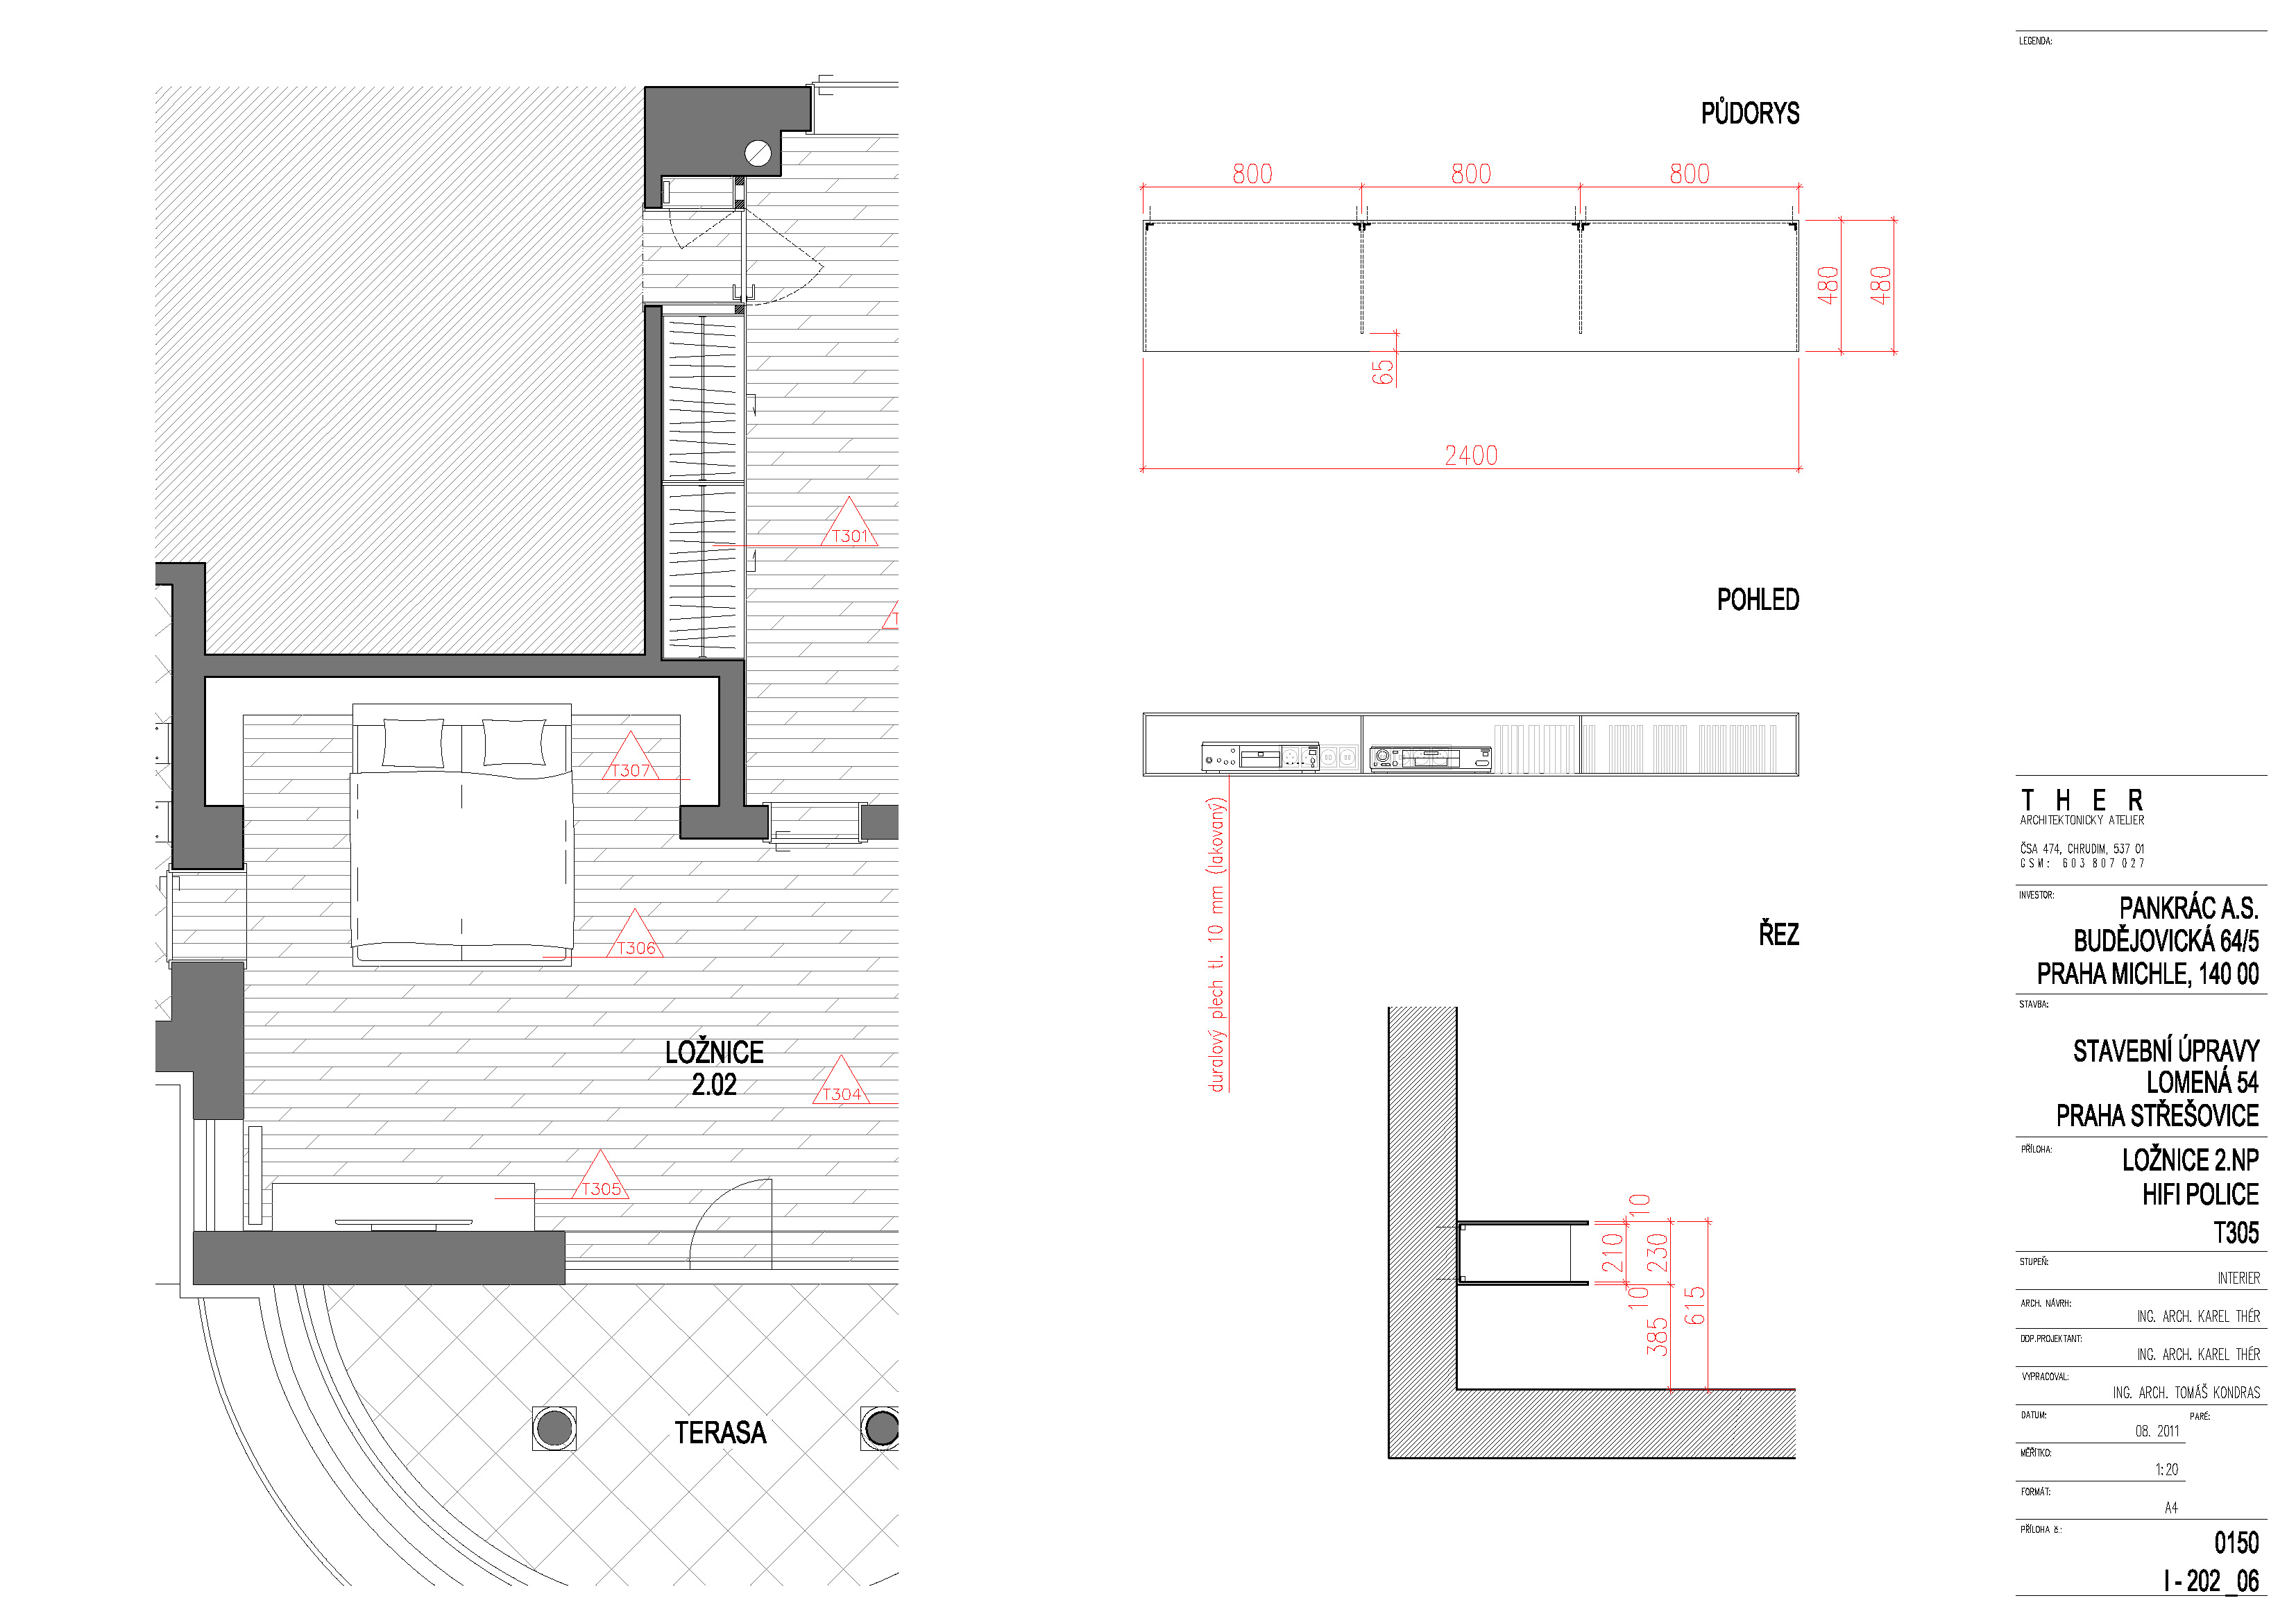 T301
T
T307
T306
LOŽNICE
2.02
T304
T305
TERASA
PŮDORYS
800
800
800
480
480
65
2400
POHLED
duralový plech tl. 10 mm (lakovaný)
ŘEZ
10
210
230
10
615
385
LEGENDA:
T H E R
ARCHITEKTONICKÝ ATELIER
ČSA 474, CHRUDIM, 537 01
GSM: 603 807 027
INVESTOR:
PANKRÁC A.S.
BUDĚJOVICKÁ 64/5
PRAHA MICHLE, 140 00
STAVBA:
STAVEBNÍ ÚPRAVY
LOMENÁ 54
PRAHA STŘEŠOVICE
PŘÍLOHA:
LOŽNICE 2.NP
HIFI POLICE
T305
STUPEŇ:
INTERIER
ARCH. NÁVRH:
ING. ARCH. KAREL THÉR
ODP.PROJEKTANT:
ING. ARCH. KAREL THÉR
VYPRACOVAL:
ING. ARCH. TOMÁŠ KONDRAS
DATUM:
PARÉ:
08. 2011
MĚŘÍTKO:
1:20
FORMÁT:
A4
PŘÍLOHA č.:
0150
I - 202 _06